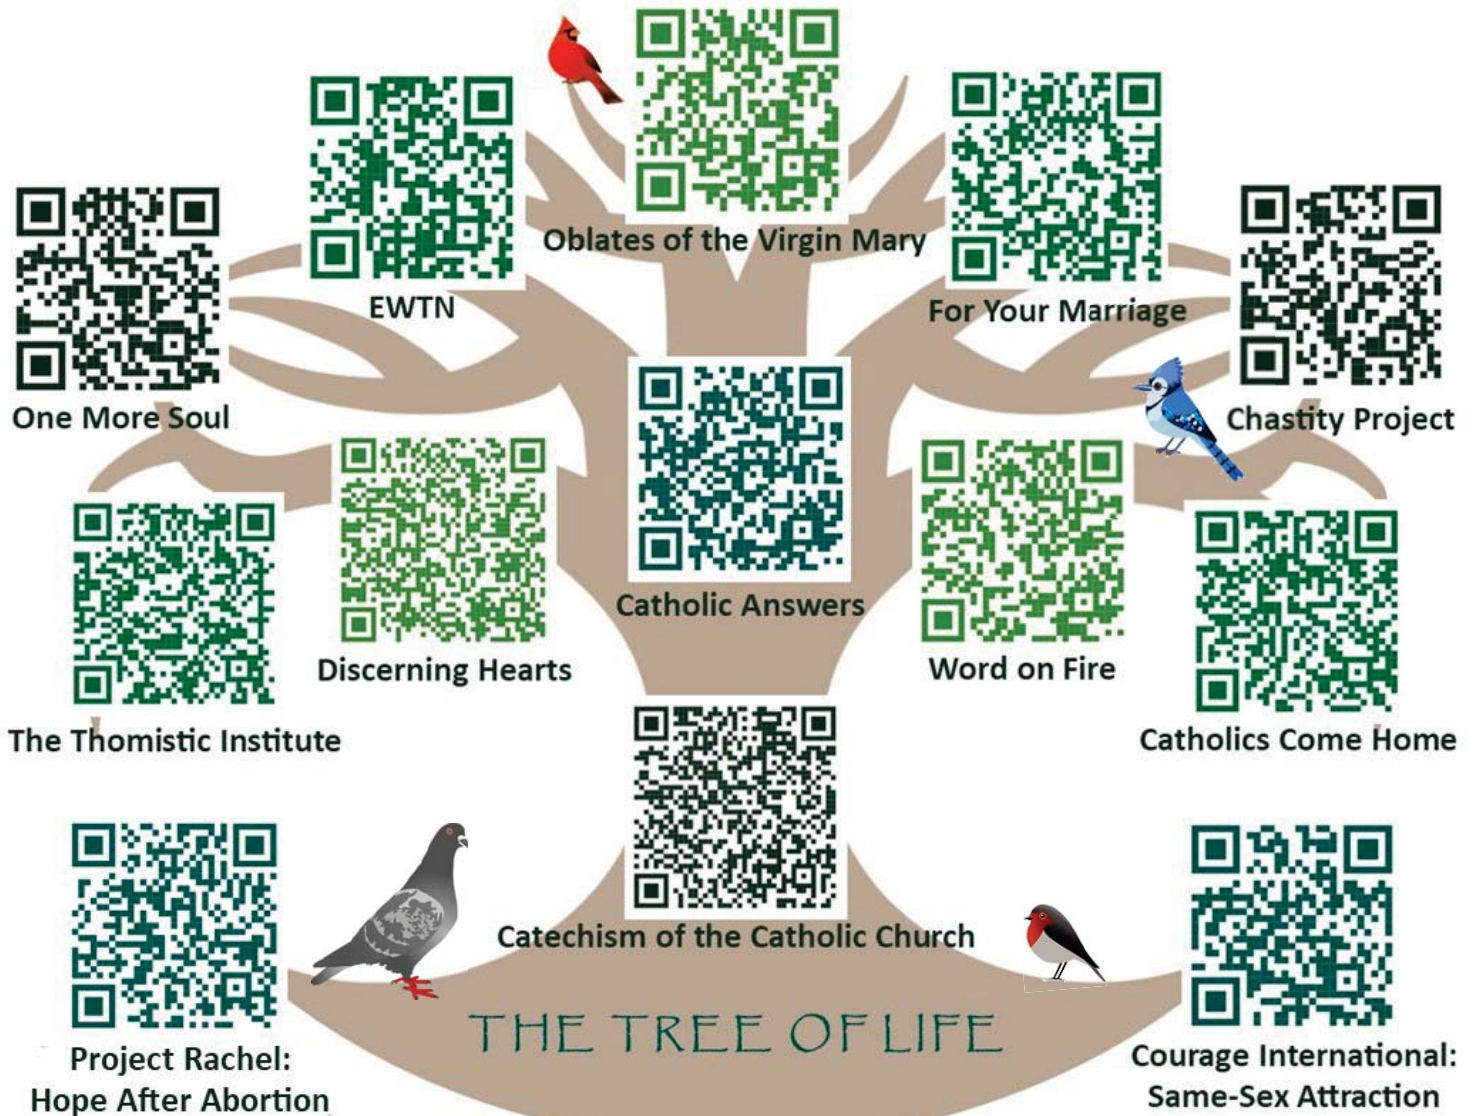 Oblates of the Virgin Mary
EWTN
For Your Marriage
One More Soul
Chastity Project
Catholic Answers
Discerning Hearts
Word on Fire
The Thomistic Institute
Catholics Come Home
Catechism of the Catholic Church
THE TREE OF LIFE
Project Rachel:
Hope After Abortion
Courage International:
Same-Sex Attraction